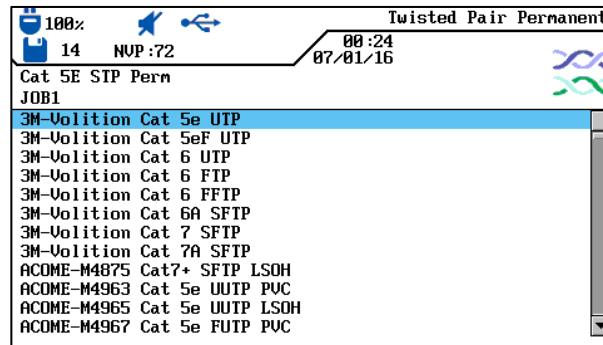 100% Twisted Pair Permanent
14 NVP:72 00:24
07/01/16
Cat 5E STP Perm
JOB1
3M-Volition Cat 5e UTP
3M-Volition Cat 5eF UTP
3M-Volition Cat 6 UTP
3M-Volition Cat 6 FTP
3M-Volition Cat 6 FFTP
3M-Volition Cat 6A SFTP
3M-Volition Cat 7 SFTP
3M-Volition Cat 7A SFTP
ACOME-M4875 Cat7+ SFTP LSOH
ACOME-M4963 Cat 5e UUTP PVC
ACOME-M4965 Cat 5e UUTP LSOH
ACOME-M4967 Cat 5e FUTP PVC